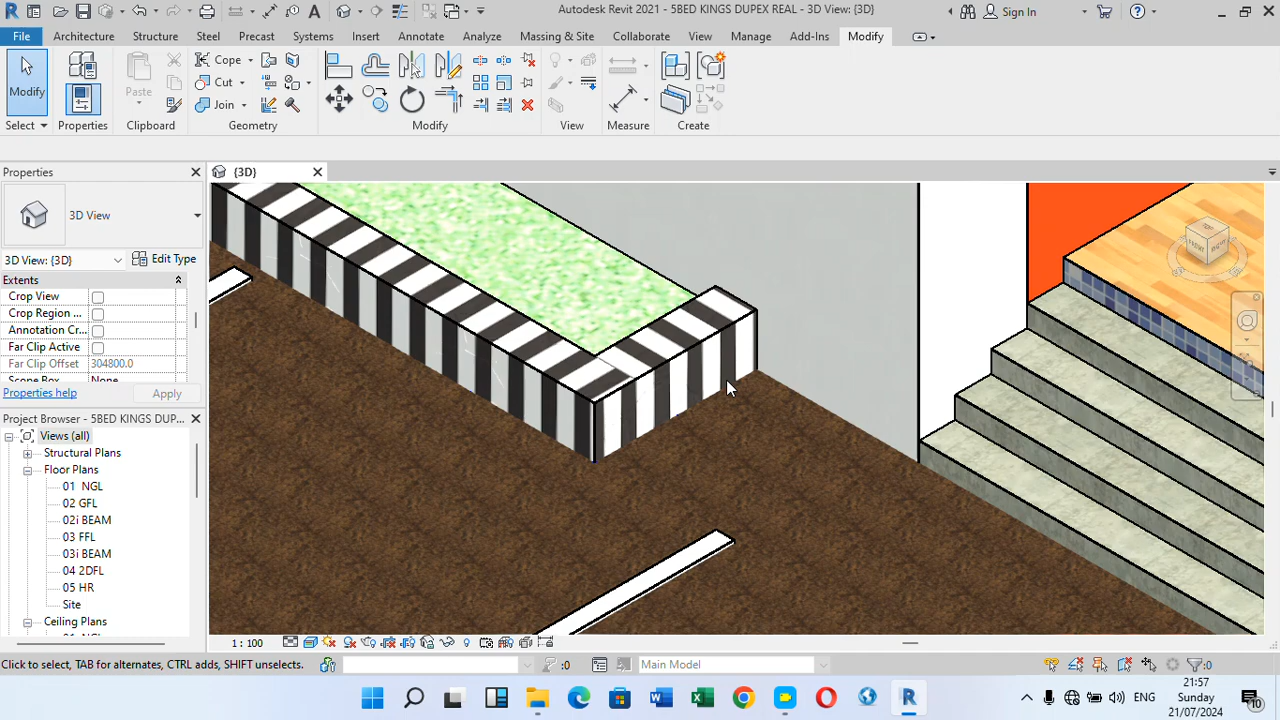 Autodesk Revit 2021 - 5BED KINGS DUPEX REAL - 3D View: {3D}
Sign In
File Architecture Structure Steel Precast Systems Insert Annotate Analyze Massing & Site Collaborate View Manage Add-Ins Modify
Modify
Select
Properties
Paste
Clipboard
Cope
Cut
Join
Geometry
Modify
View
Measure
Create
Properties
3D View
3D View: {3D}
Edit Type
Extents
Crop View
Crop Region ...
Annotation Cr...
Far Clip Active
Far Clip Offset 304800.0
Scope Box None
Properties help
Apply
Project Browser - 5BED KINGS DUP...
Views (all)
Structural Plans
Floor Plans
01 NGL
02 GFL
02i BEAM
03 FFL
03i BEAM
04 2DFL
05 HR
Site
Ceiling Plans
01 NGL
{3D}
TOP
FRONT
RIGHT
1 : 100
Click to select, TAB for alternates, CTRL adds, SHIFT unselects.
:0
Main Model
:0
ENG
21:57
Sunday
21/07/2024
10